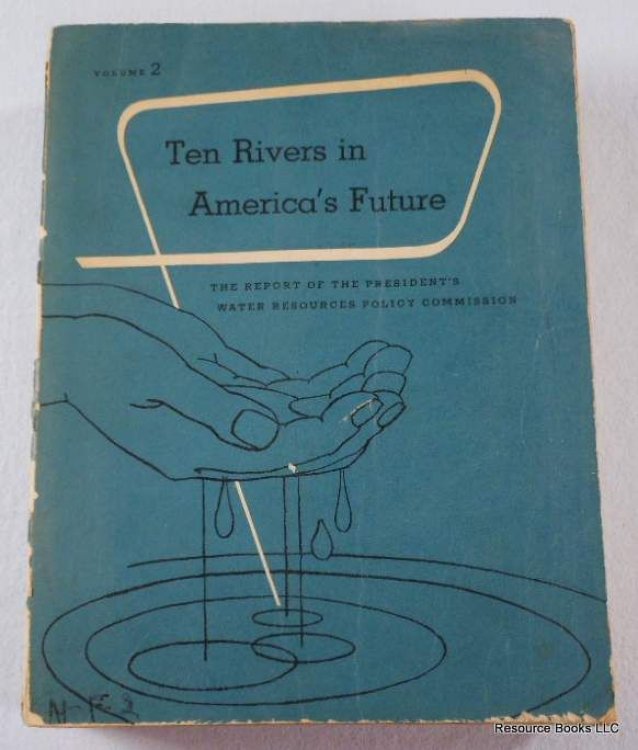 VOLUME 2
Ten Rivers in
America's Future
THE REPORT OF THE PRESIDENT'S
WATER RESOURCES POLICY COMMISSION
Resource Books LLC